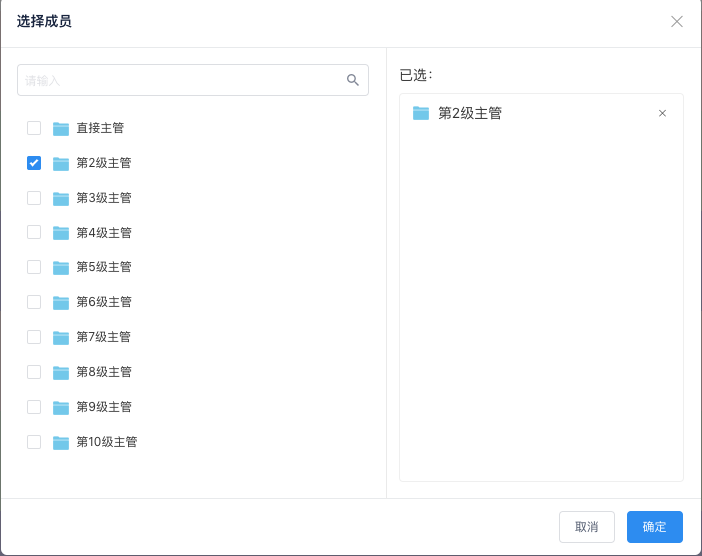 选择成员
请输入
直接主管
第2级主管
第3级主管
第4级主管
第5级主管
第6级主管
第7级主管
第8级主管
第9级主管
第10级主管
已选：
第2级主管
取消
确定